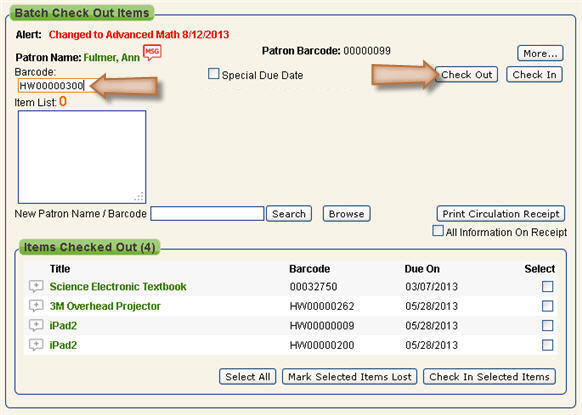 Batch Check Out Items
Alert: Changed to Advanced Math 8/12/2013
Patron Name: Fulmer, Ann MSG Patron Barcode: 00000099 More...
Barcode: Special Due Date Check Out Check In
HW00000300
Item List: 0
New Patron Name / Barcode Search Browse Print Circulation Receipt
All Information On Receipt
Items Checked Out (4)
Title Barcode Due On Select
Science Electronic Textbook 00032750 03/07/2013
3M Overhead Projector HW00000262 05/28/2013
iPad2 HW00000009 05/28/2013
iPad2 HW00000200 05/28/2013
Select All Mark Selected Items Lost Check In Selected Items